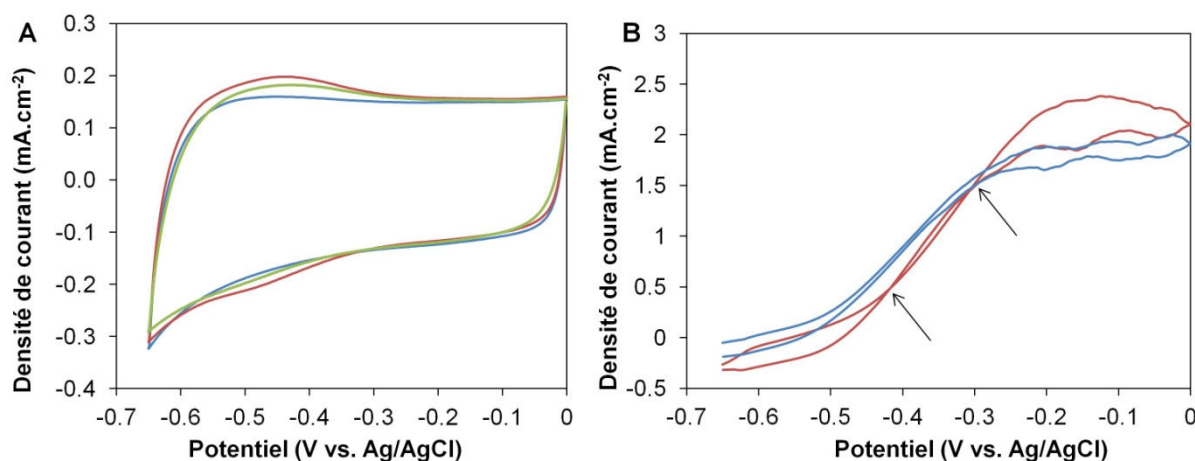 A
Densité de courant (mA.cm-2)
0.3
0.2
0.1
0.0
-0.1
-0.2
-0.3
-0.4
-0.7 -0.6 -0.5 -0.4 -0.3 -0.2 -0.1 0
Potentiel (V vs. Ag/AgCl)
B
Densité de courant (mA.cm-2)
3
2.5
2
1.5
1
0.5
0
-0.5
-0.7 -0.6 -0.5 -0.4 -0.3 -0.2 -0.1 0
Potentiel (V vs. Ag/AgCl)